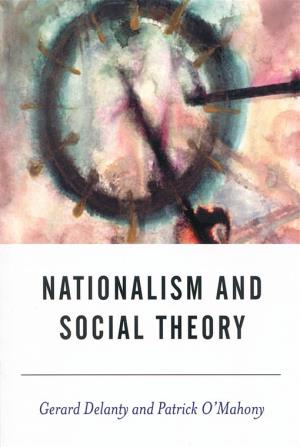 NATIONALISM AND
SOCIAL THEORY
Gerard Delanty and Patrick O'Mahony